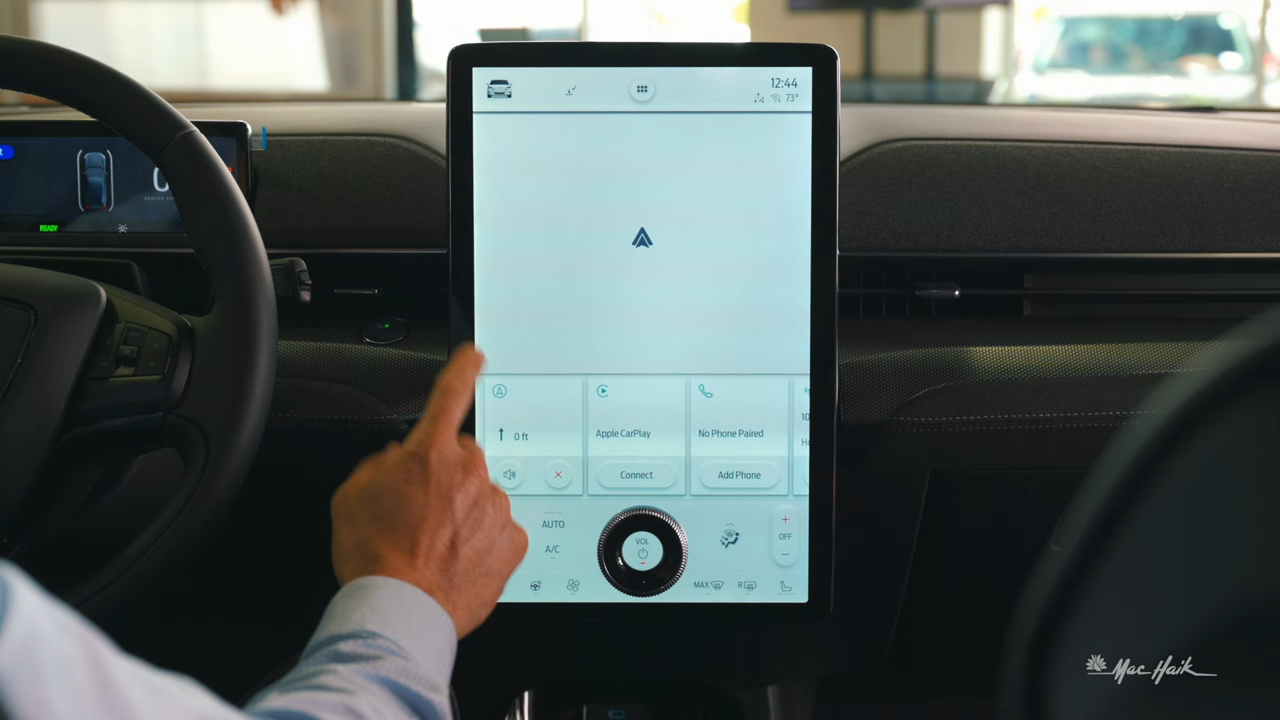 12:44
73°
READY
0 ft
Apple CarPlay
No Phone Paired
10
Connect
Add Phone
AUTO
VOL
OFF
A/C
MAX
R
Mac Haik